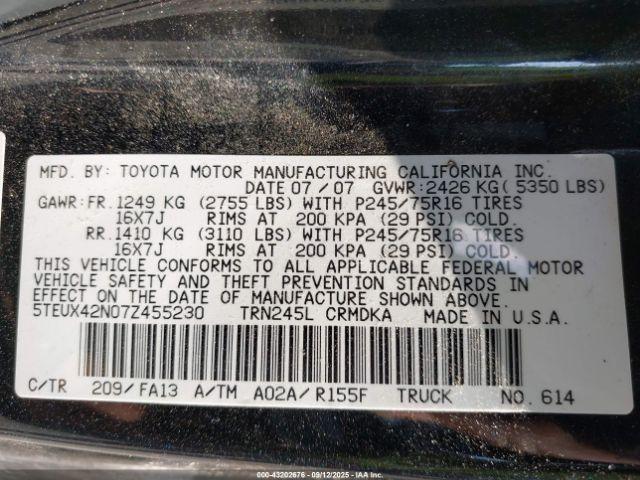 MFD. BY: TOYOTA MOTOR MANUFACTURING CALIFORNIA INC.
DATE 07/07 GVWR:2426 KG( 5350 LBS)
GAWR:FR.1249 KG (2755 LBS) WITH P245/75R16 TIRES
16X7J RIMS AT 200 KPA (29 PSI) COLD.
RR.1410 KG (3110 LBS) WITH P245/75R16 TIRES
16X7J RIMS AT 200 KPA (29 PSI) COLD.
THIS VEHICLE CONFORMS TO ALL APPLICABLE FEDERAL MOTOR
VEHICLE SAFETY AND THEFT PREVENTION STANDARDS IN
EFFECT ON THE DATE OF MANUFACTURE SHOWN ABOVE.
5TEUX42N07Z455230 TRN245L CRMDKA MADE IN U.S.A.
C/TR 209/FA13 A/TM A02A/R155F TRUCK NO. 614
000-43202676 - 09/12/2025 - IAAI.COM